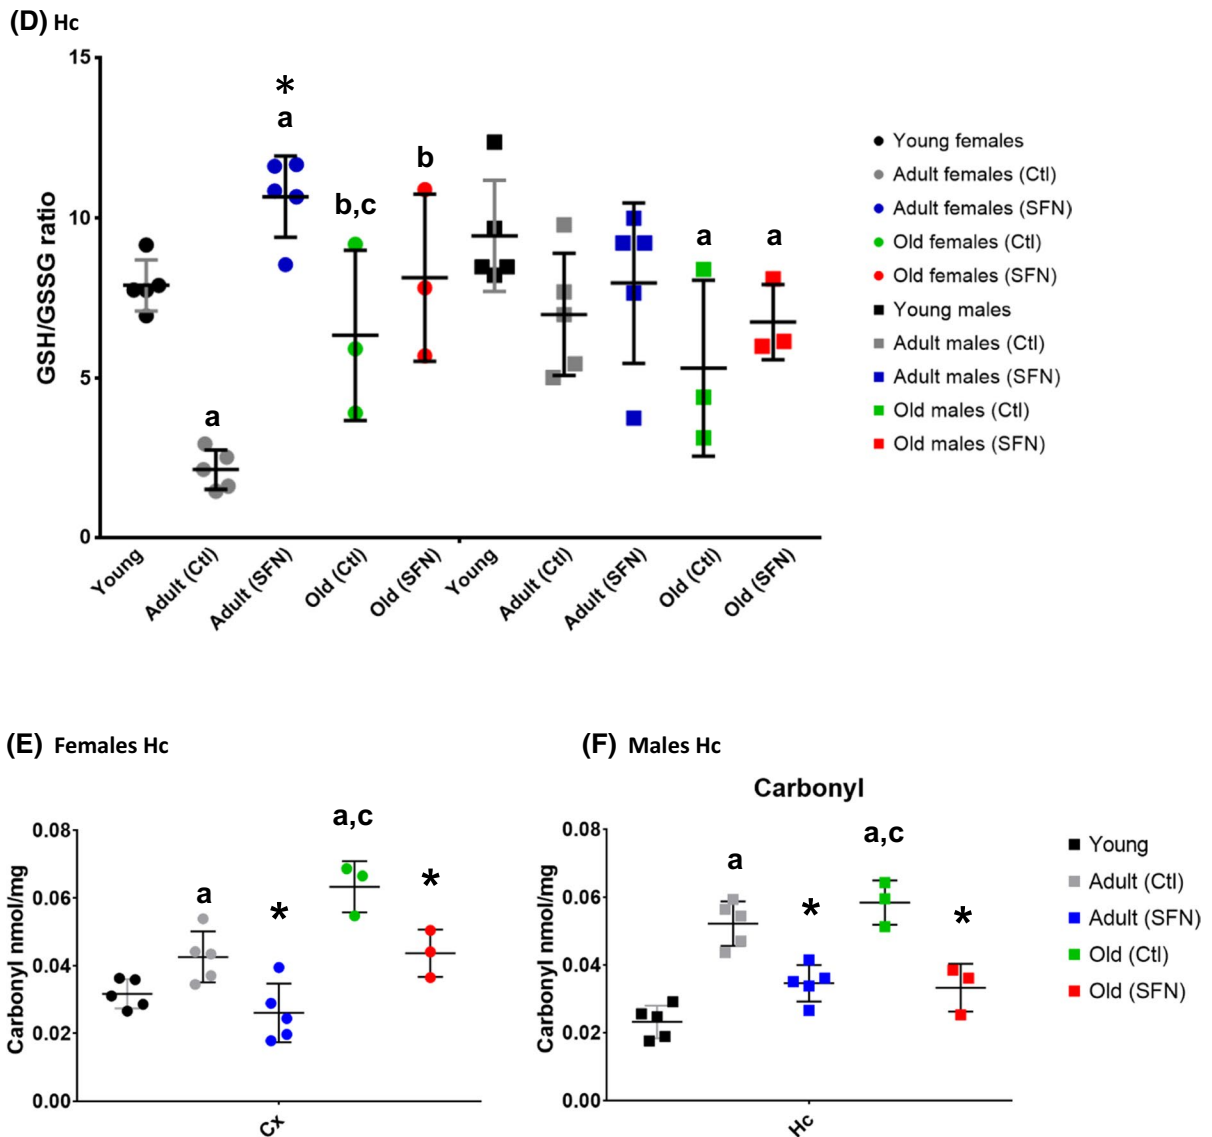 (D) Hc
15
10
5
0
GSH/GSSG ratio
a
*
a
b,c
b
a
a
Young
Adult (Ctl)
Adult (SFN)
Old (Ctl)
Old (SFN)
Young
Adult (Ctl)
Adult (SFN)
Old (Ctl)
Old (SFN)
Young females
Adult females (Ctl)
Adult females (SFN)
Old females (Ctl)
Old females (SFN)
Young males
Adult males (Ctl)
Adult males (SFN)
Old males (Ctl)
Old males (SFN)
(E) Females Hc
0.08
0.06
0.04
0.02
0.00
Carbonyl nmol/mg
a
*
a,c
*
Cx
(F) Males Hc
Carbonyl
0.08
0.06
0.04
0.02
0.00
Carbonyl nmol/mg
a
*
a,c
*
Hc
Young
Adult (Ctl)
Adult (SFN)
Old (Ctl)
Old (SFN)